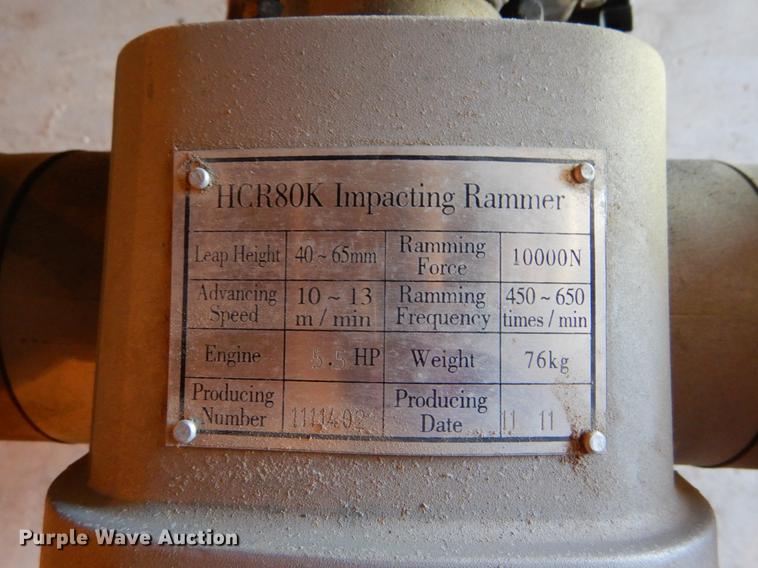 HCR80K Impacting Rammer
Leap Height 40 ~ 65mm Ramming Force 10000N
Advancing Speed 10 ~ 13 m / min Ramming Frequency 450 ~ 650 times / min
Engine 5.5 HP Weight 76kg
Producing Number Producing Date 11 11
Purple Wave Auction